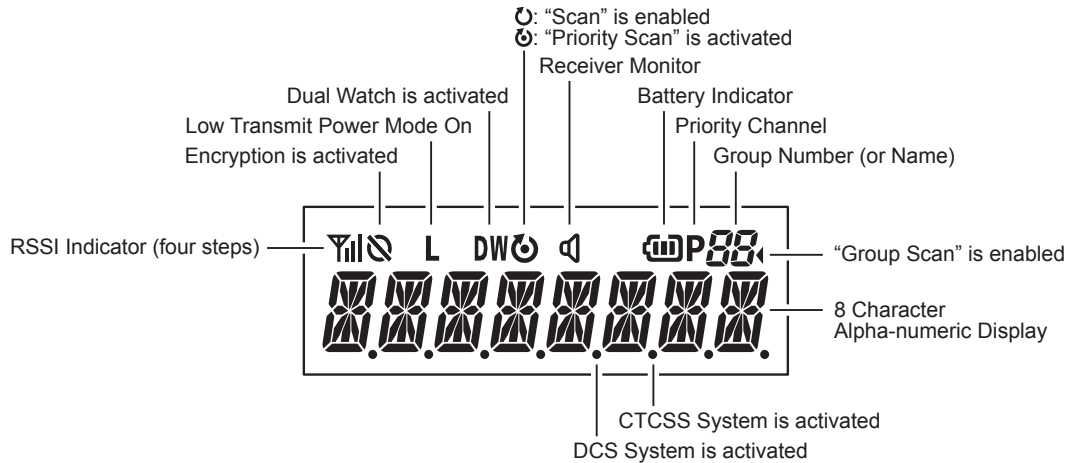 : “Scan” is enabled
: “Priority Scan” is activated
Receiver Monitor
Dual Watch is activated
Battery Indicator
Low Transmit Power Mode On
Priority Channel
Encryption is activated
Group Number (or Name)
RSSI Indicator (four steps)
L DW P 88
“Group Scan” is enabled
8 Character
Alpha-numeric Display
CTCSS System is activated
DCS System is activated